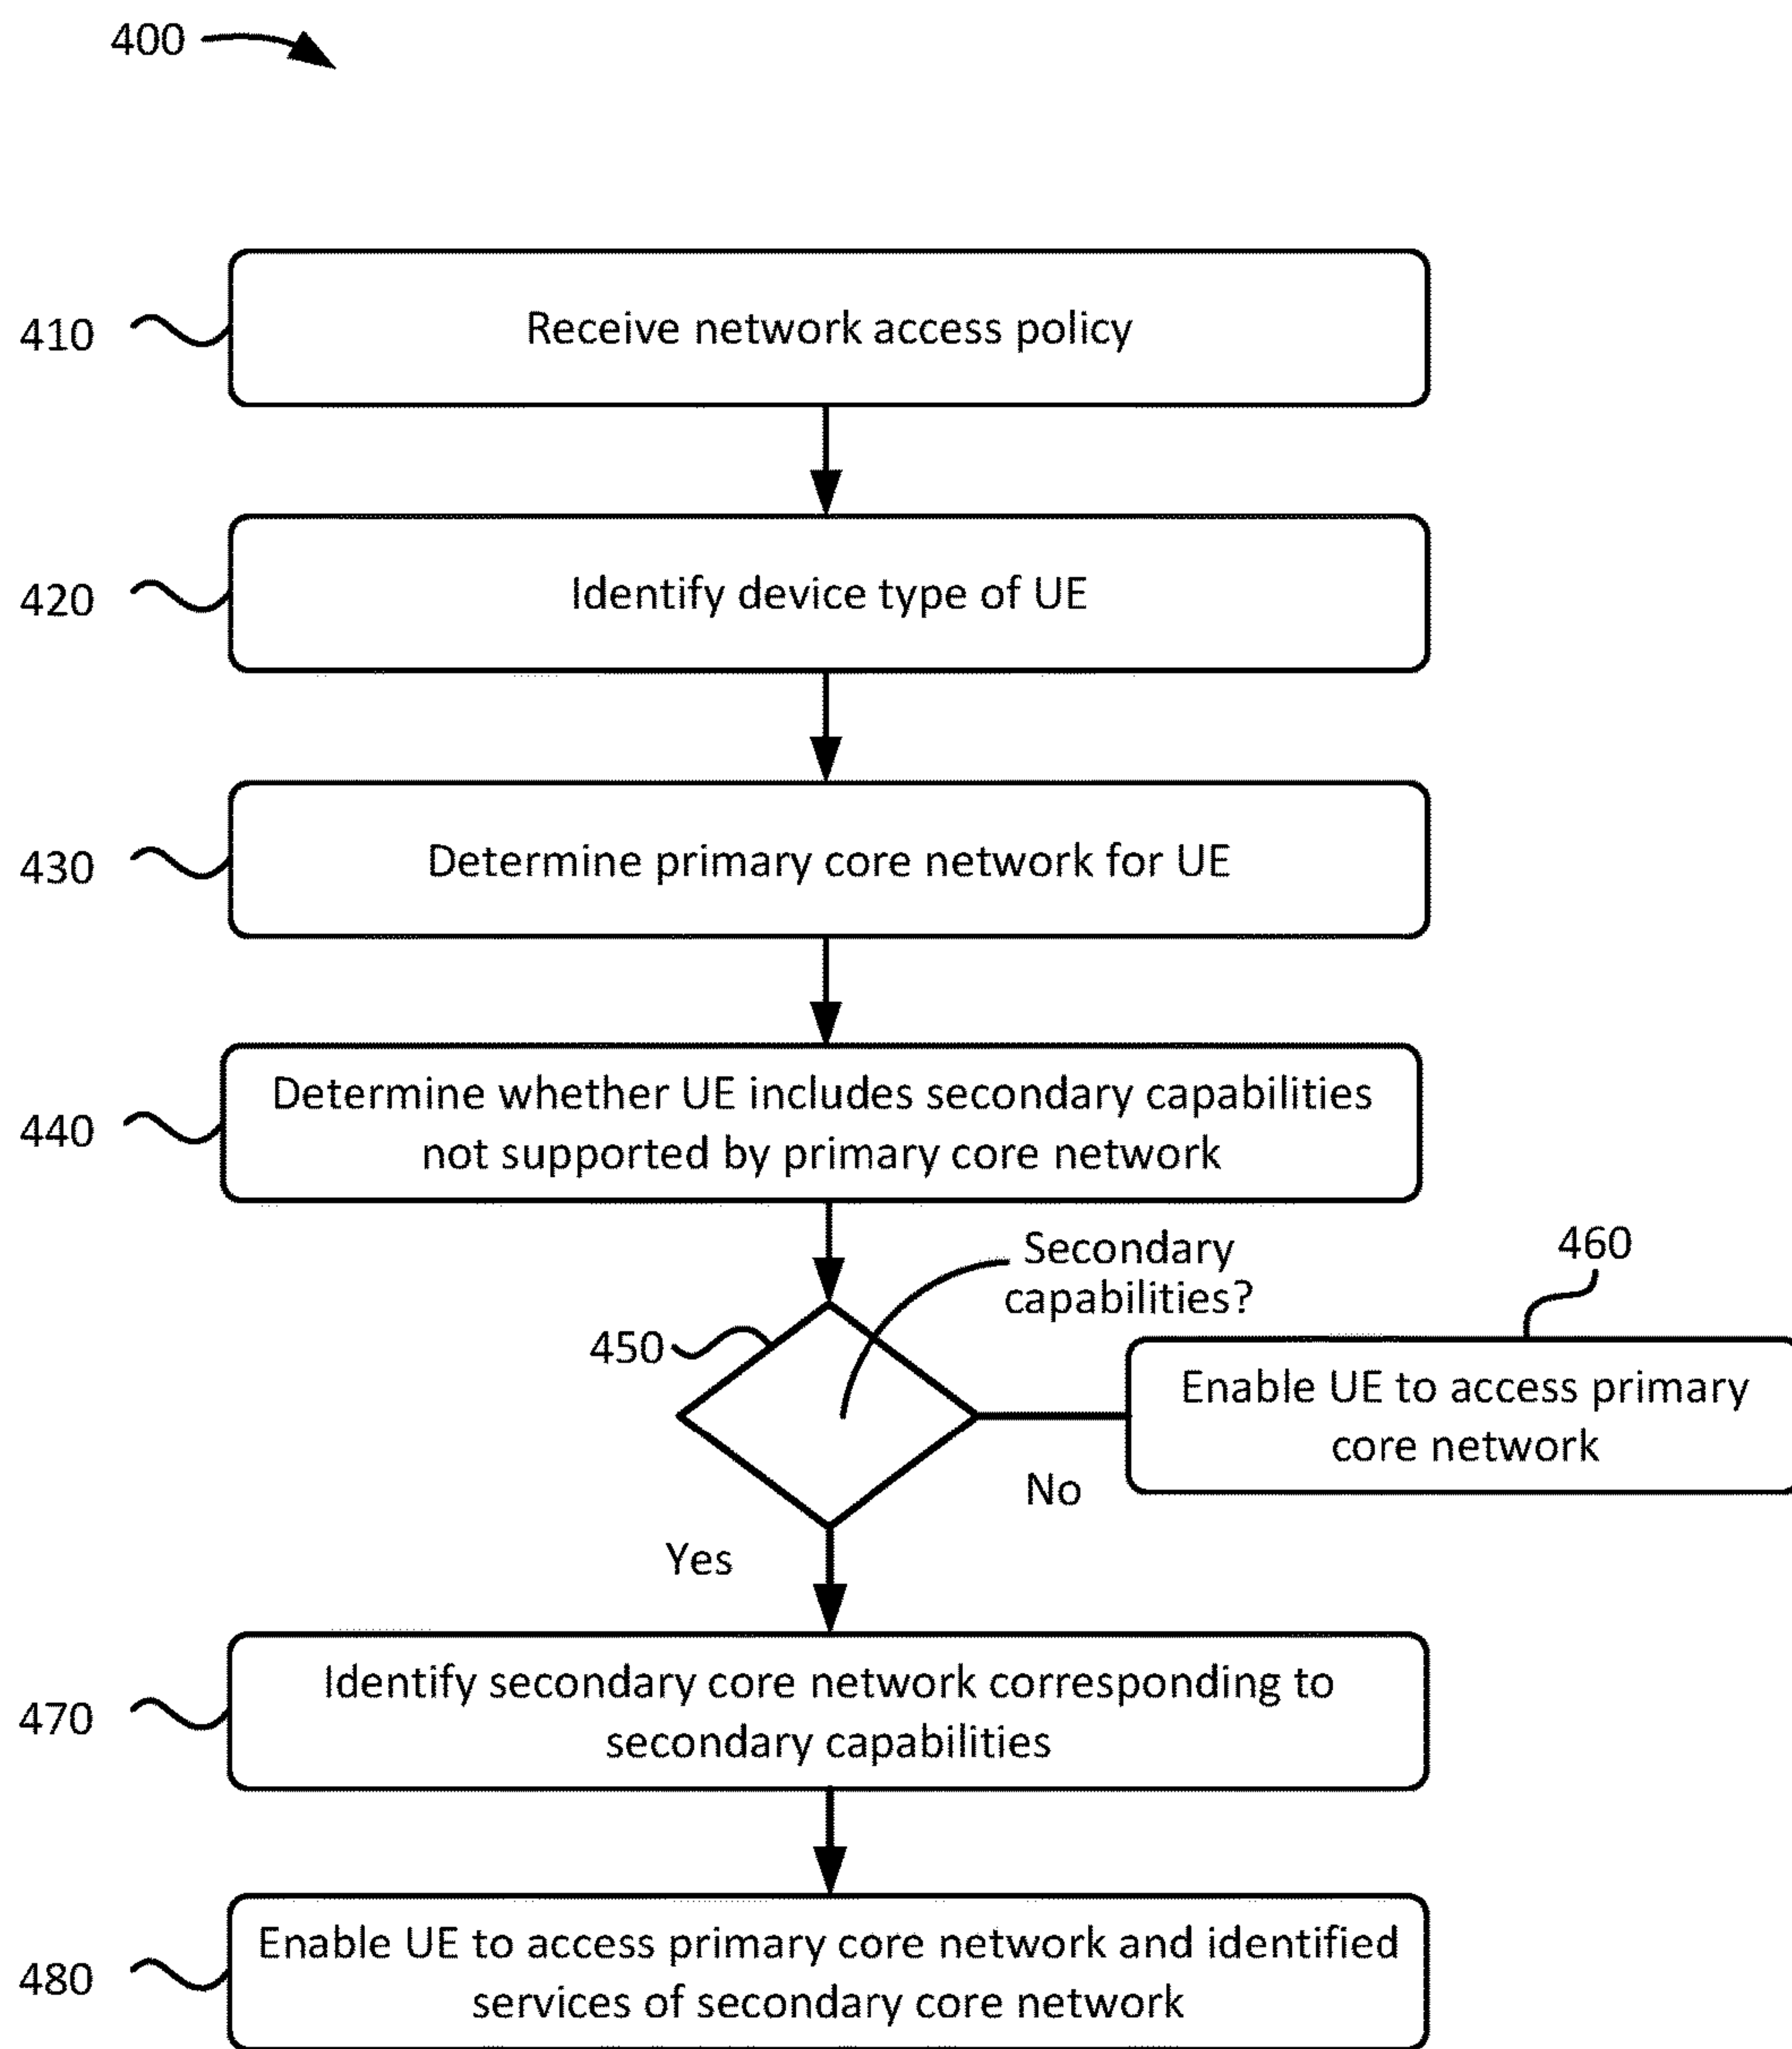 400
410
Receive network access policy
420
Identify device type of UE
430
Determine primary core network for UE
440
Determine whether UE includes secondary capabilities
not supported by primary core network
Secondary
capabilities?
450
460
Enable UE to access primary
core network
No
Yes
470
Identify secondary core network corresponding to
secondary capabilities
480
Enable UE to access primary core network and identified
services of secondary core network